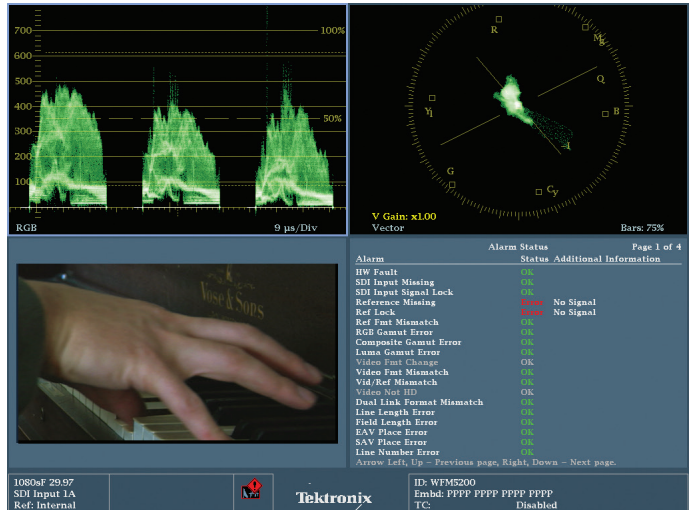 700
600
500
400
300
200
100
100%
50%
RGB
9 µs/Div
R
Mg
Q
B
Yl
G
Cy
-I
V Gain: x1.00
Vector
Bars: 75%
Vose & Sons
Alarm Status Page 1 of 4
Alarm Status Additional Information
HW Fault OK
SDI Input Missing OK
SDI Input Signal Lock OK
Reference Missing No Signal
Ref Lock No Signal
Ref Fmt Mismatch OK
RGB Gamut Error OK
Composite Gamut Error OK
Luma Gamut Error OK
Video Fmt Change OK
Video Fmt Mismatch OK
Vid/Ref Mismatch OK
Video Not HD OK
Dual Link Format Mismatch OK
Line Length Error OK
Field Length Error OK
EAV Place Error OK
SAV Place Error OK
Line Number Error OK
Arrow Left, Up – Previous page, Right, Down – Next page.
1080sF 29.97
SDI Input 1A
Ref: Internal
Tektronix
ID: WFM5200
Embd: PPPP PPPP PPPP PPPP
TC: Disabled